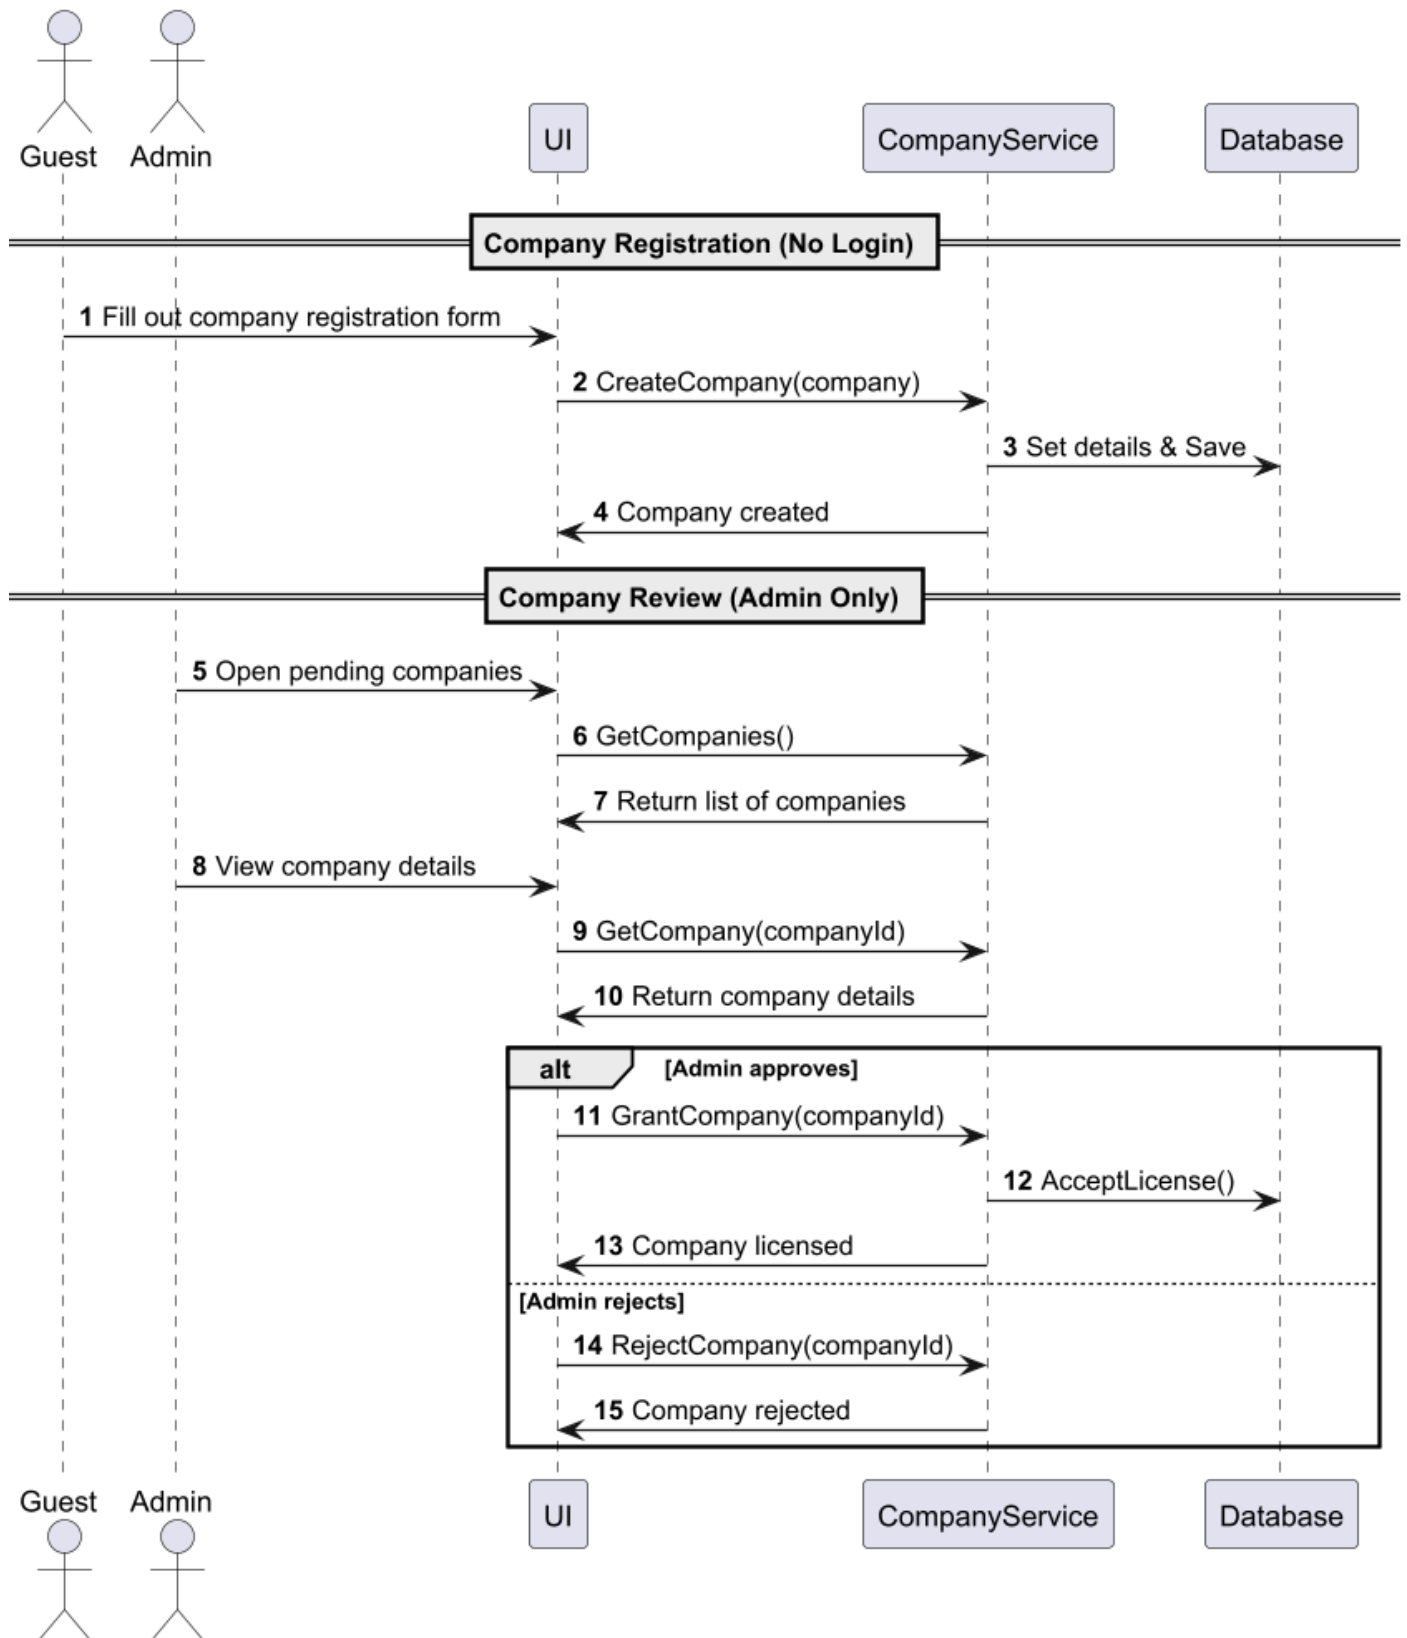 Guest Admin UI CompanyService Database
Company Registration (No Login)
1 Fill out company registration form
2 CreateCompany(company)
3 Set details & Save
4 Company created
Company Review (Admin Only)
5 Open pending companies
6 GetCompanies()
7 Return list of companies
8 View company details
9 GetCompany(companyId)
10 Return company details
alt [Admin approves]
11 GrantCompany(companyId)
12 AcceptLicense()
13 Company licensed
[Admin rejects]
14 RejectCompany(companyId)
15 Company rejected
Guest Admin UI CompanyService Database